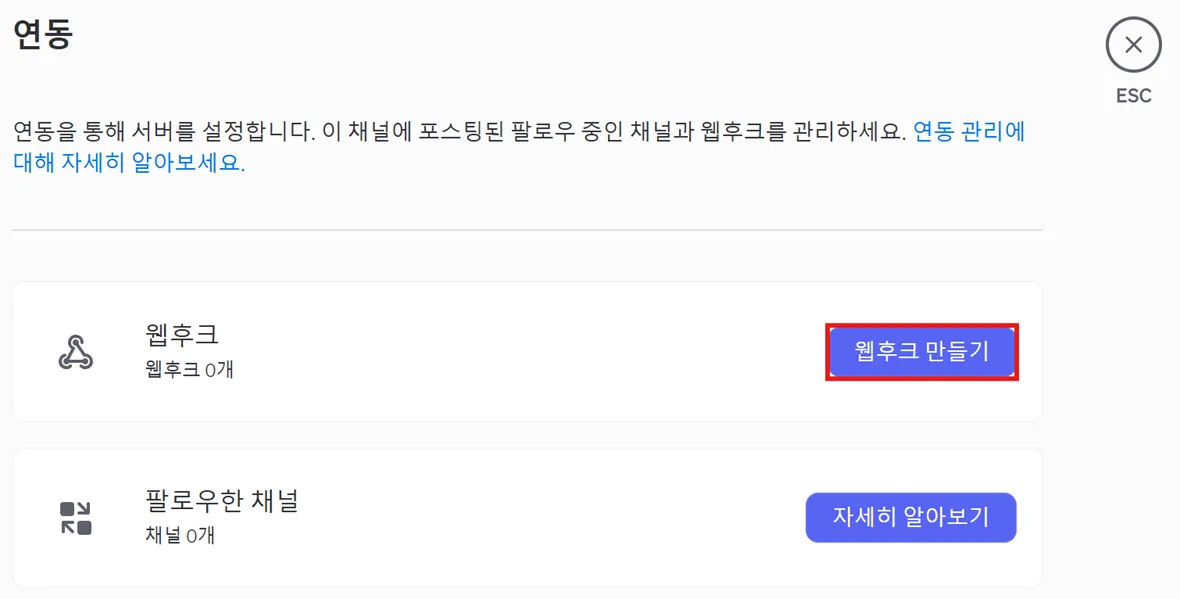 연동
ESC
연동을 통해 서버를 설정합니다. 이 채널에 포스팅된 팔로우 중인 채널과 웹후크를 관리하세요. 연동 관리에
대해 자세히 알아보세요.
웹후크
웹후크 0개
웹후크 만들기
팔로우한 채널
채널 0개
자세히 알아보기